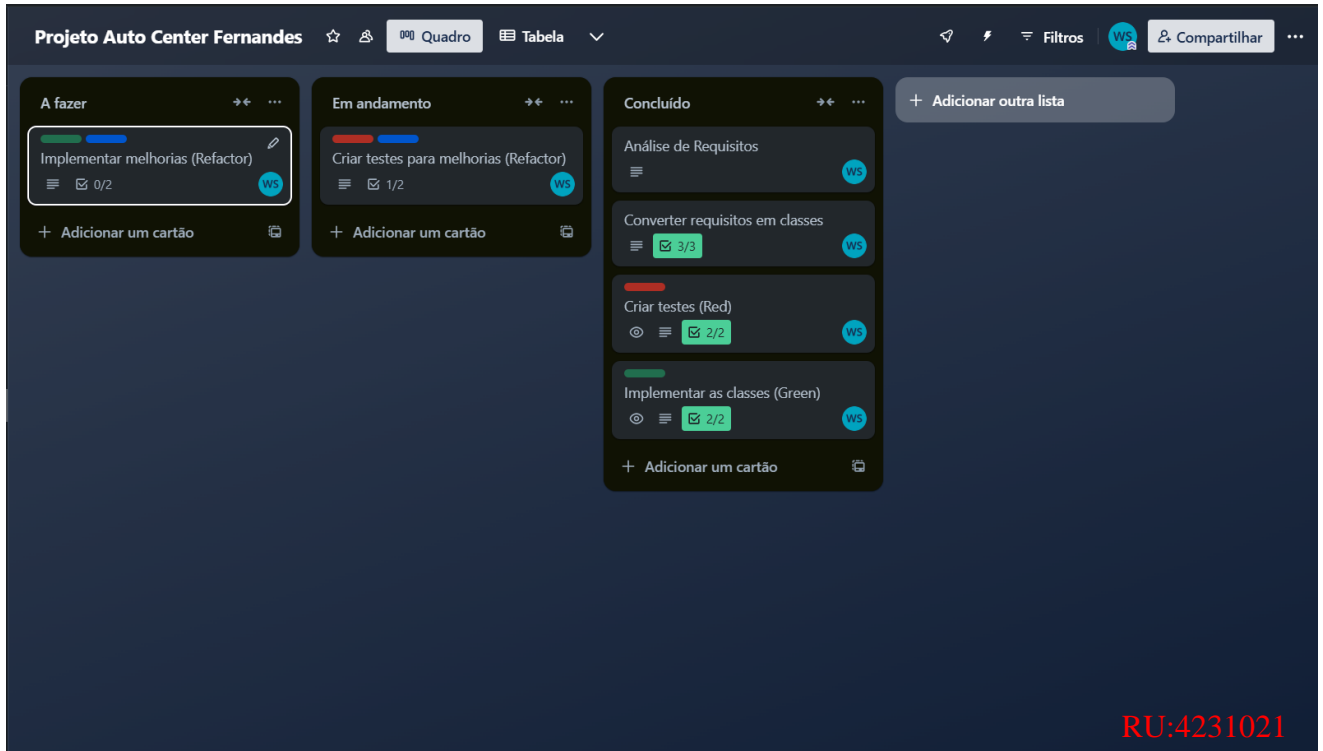 Projeto Auto Center Fernandes Quadro Tabela Filtros WS Compartilhar
A fazer
Implementar melhorias (Refactor)
0/2 WS
+ Adicionar um cartão
Em andamento
Criar testes para melhorias (Refactor)
1/2 WS
+ Adicionar um cartão
Concluído
Análise de Requisitos
WS
Converter requisitos em classes
3/3 WS
Criar testes (Red)
2/2 WS
Implementar as classes (Green)
2/2 WS
+ Adicionar um cartão
+ Adicionar outra lista
RU:4231021